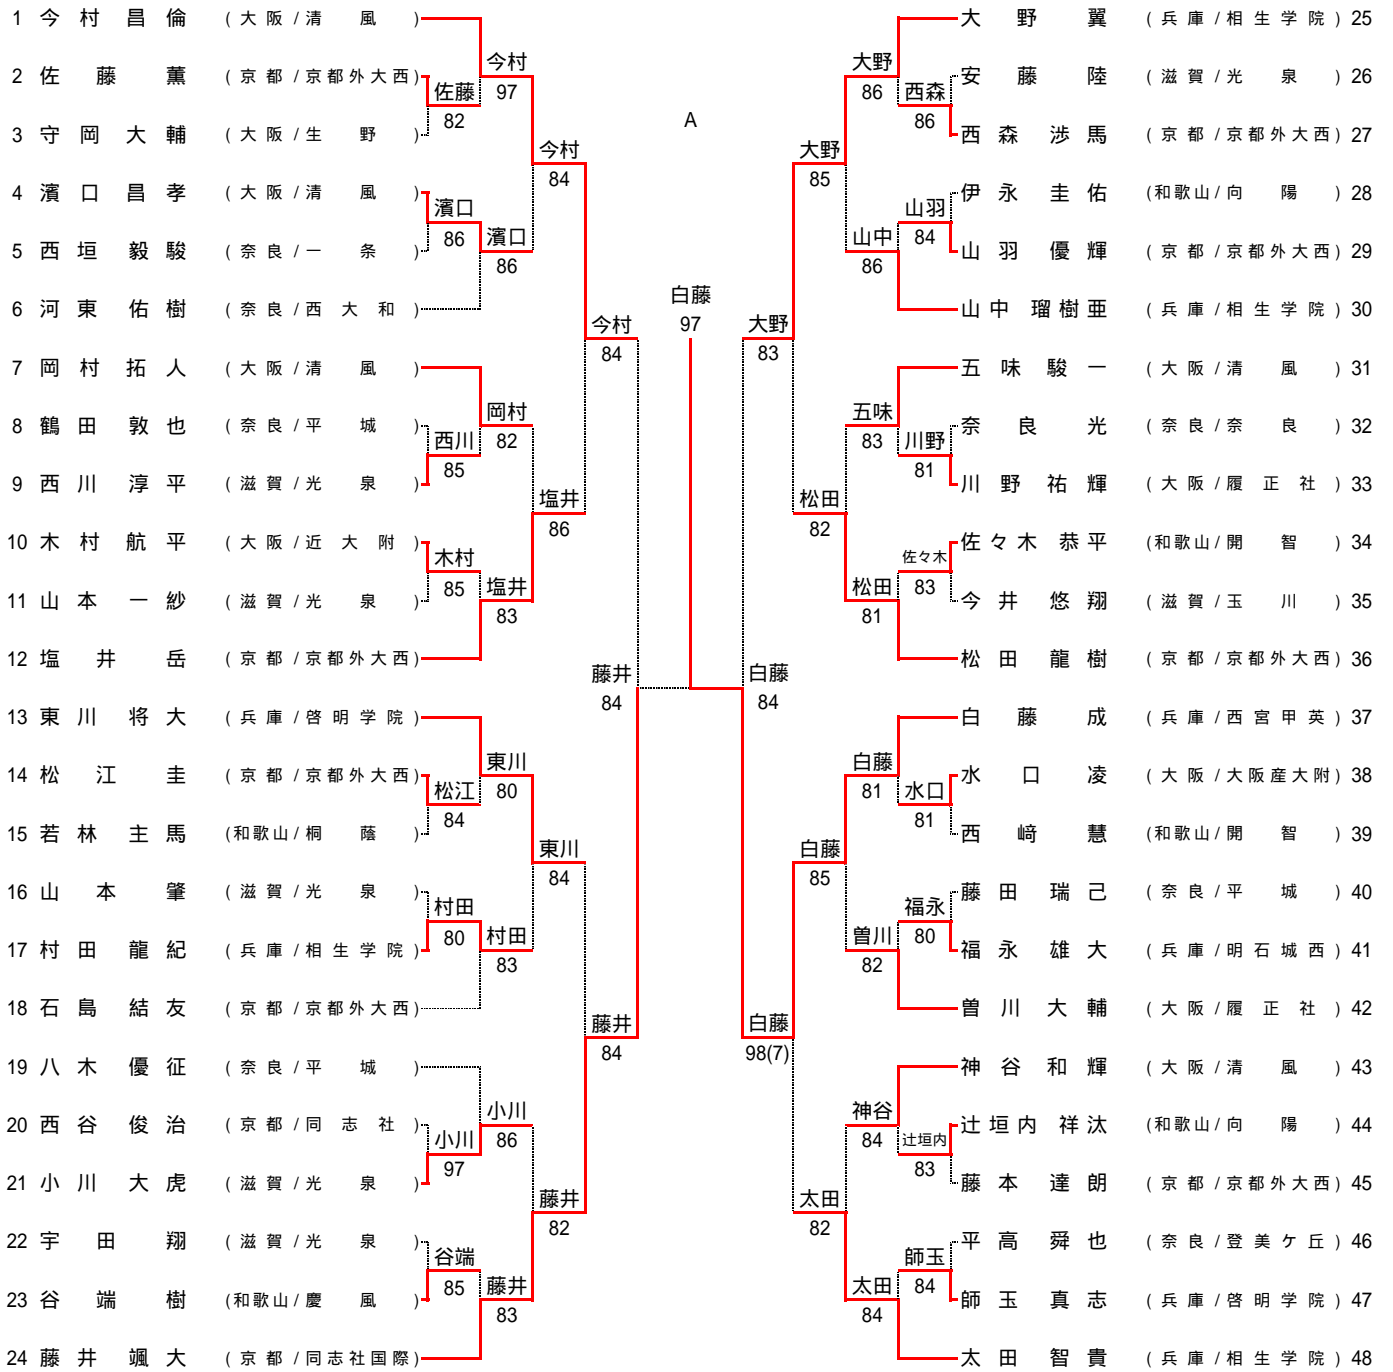 1 今村 昌倫 (大阪/清風)
2 佐藤 薫 (京都/京都外大西)
3 守岡 大輔 (大阪/生野)
4 濱口 昌孝 (大阪/清風)
5 西垣 毅駿 (奈良/一条)
6 河東 佑樹 (奈良/西大和)
7 岡村 拓人 (大阪/清風)
8 鶴田 敦也 (奈良/平城)
9 西川 淳平 (滋賀/光泉)
10 木村 航平 (大阪/近大附)
11 山本 一紗 (滋賀/光泉)
12 塩井 岳 (京都/京都外大西)
13 東川 将大 (兵庫/啓明学院)
14 松江 圭 (京都/京都外大西)
15 若林 主馬 (和歌山/桐蔭)
16 山本 肇 (滋賀/光泉)
17 村田 龍紀 (兵庫/相生学院)
18 石島 結友 (京都/京都外大西)
19 八木 優征 (奈良/平城)
20 西谷 俊治 (京都/同志社)
21 小川 大虎 (滋賀/光泉)
22 宇田 翔 (滋賀/光泉)
23 谷端 樹 (和歌山/慶風)
24 藤井 颯大 (京都/同志社国際)
佐藤
82
濱口
86
西川
85
木村
85
松江
84
村田
80
小川
97
谷端
85
今村
97
濱口
86
岡村
82
塩井
83
東川
80
村田
83
小川
86
藤井
83
今村
84
塩井
86
東川
84
藤井
82
今村
84
藤井
84
藤井
84
A
白藤
97
白藤
84
大野
83
白藤
98(7)
大野
85
松田
82
白藤
85
太田
82
大野
86
山中
86
五味
83
松田
81
白藤
81
曽川
82
神谷
84
太田
84
西森
86
山羽
84
川野
81
佐々木
83
水口
81
福永
80
辻垣内
83
師玉
84
大野 翼 (兵庫/相生学院) 25
安藤 陸 (滋賀/光泉) 26
西森 渉馬 (京都/京都外大西) 27
伊永 圭佑 (和歌山/向陽) 28
山羽 優輝 (京都/京都外大西) 29
山中 瑠樹亜 (兵庫/相生学院) 30
五味 駿一 (大阪/清風) 31
奈良 光 (奈良/奈良) 32
川野 祐輝 (大阪/履正社) 33
佐々木 恭平 (和歌山/開智) 34
今井 悠翔 (滋賀/玉川) 35
松田 龍樹 (京都/京都外大西) 36
白藤 成 (兵庫/西宮甲英) 37
水口 凌 (大阪/大阪産大附) 38
西﨑 慧 (和歌山/開智) 39
藤田 瑞己 (奈良/平城) 40
福永 雄大 (兵庫/明石城西) 41
曽川 大輔 (大阪/履正社) 42
神谷 和輝 (大阪/清風) 43
辻垣内 祥汰 (和歌山/向陽) 44
藤本 達朗 (京都/京都外大西) 45
平高 舜也 (奈良/登美ケ丘) 46
師玉 真志 (兵庫/啓明学院) 47
太田 智貴 (兵庫/相生学院) 48